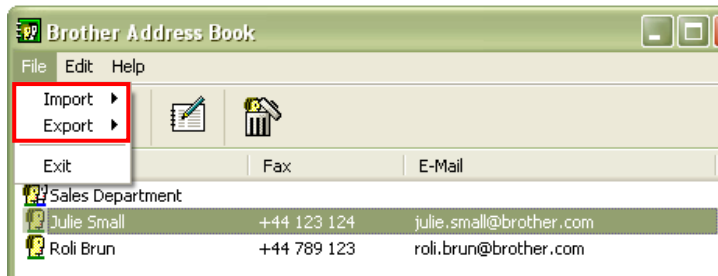 Brother Address Book
File Edit Help
Import
Export
Exit
Fax E-Mail
Sales Department
Julie Small +44 123 124 julie.small@brother.com
Roli Brun +44 789 123 roli.brun@brother.com